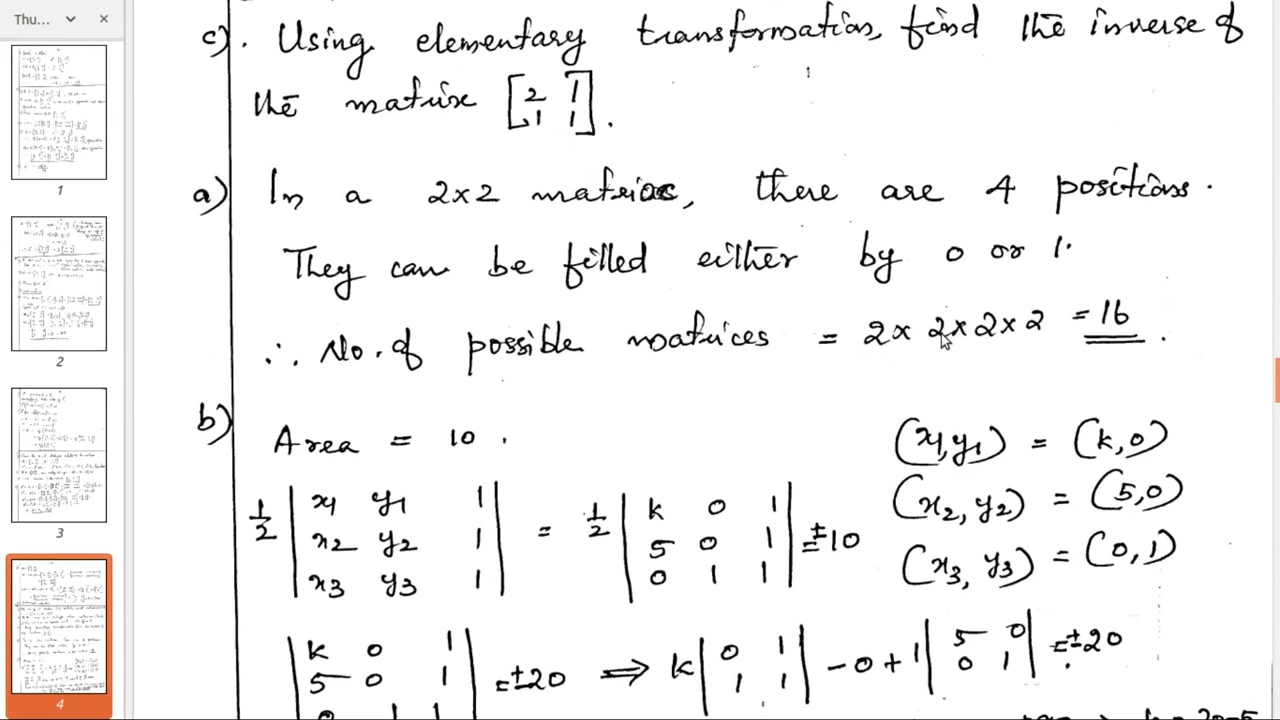 Thu...
1
2
3
4
c). Using elementary transformation, find the inverse of
the matrix [2 1
1 1].
a) In a 2×2 matrix, there are 4 positions.
They can be filled either by 0 or 1.
∴ No. of possible matrices = 2× 2×2×2 = 16.
b)
Area = 10.
(x1,y1) = (k,0)
(x2, y2) = (5,0)
(x3, y3) = (0,1)
1/2 | x1 y1 1 | = 1/2 | k 0 1 | = ±10
| x2 y2 1 | | 5 0 1 |
| x3 y3 1 | | 0 1 1 |
| k 0 1 |
| 5 0 1 | = ±20 ⟹ k | 0 1 | - 0 + 1 | 5 0 | = ±20
| 1 1 | | 0 1 |